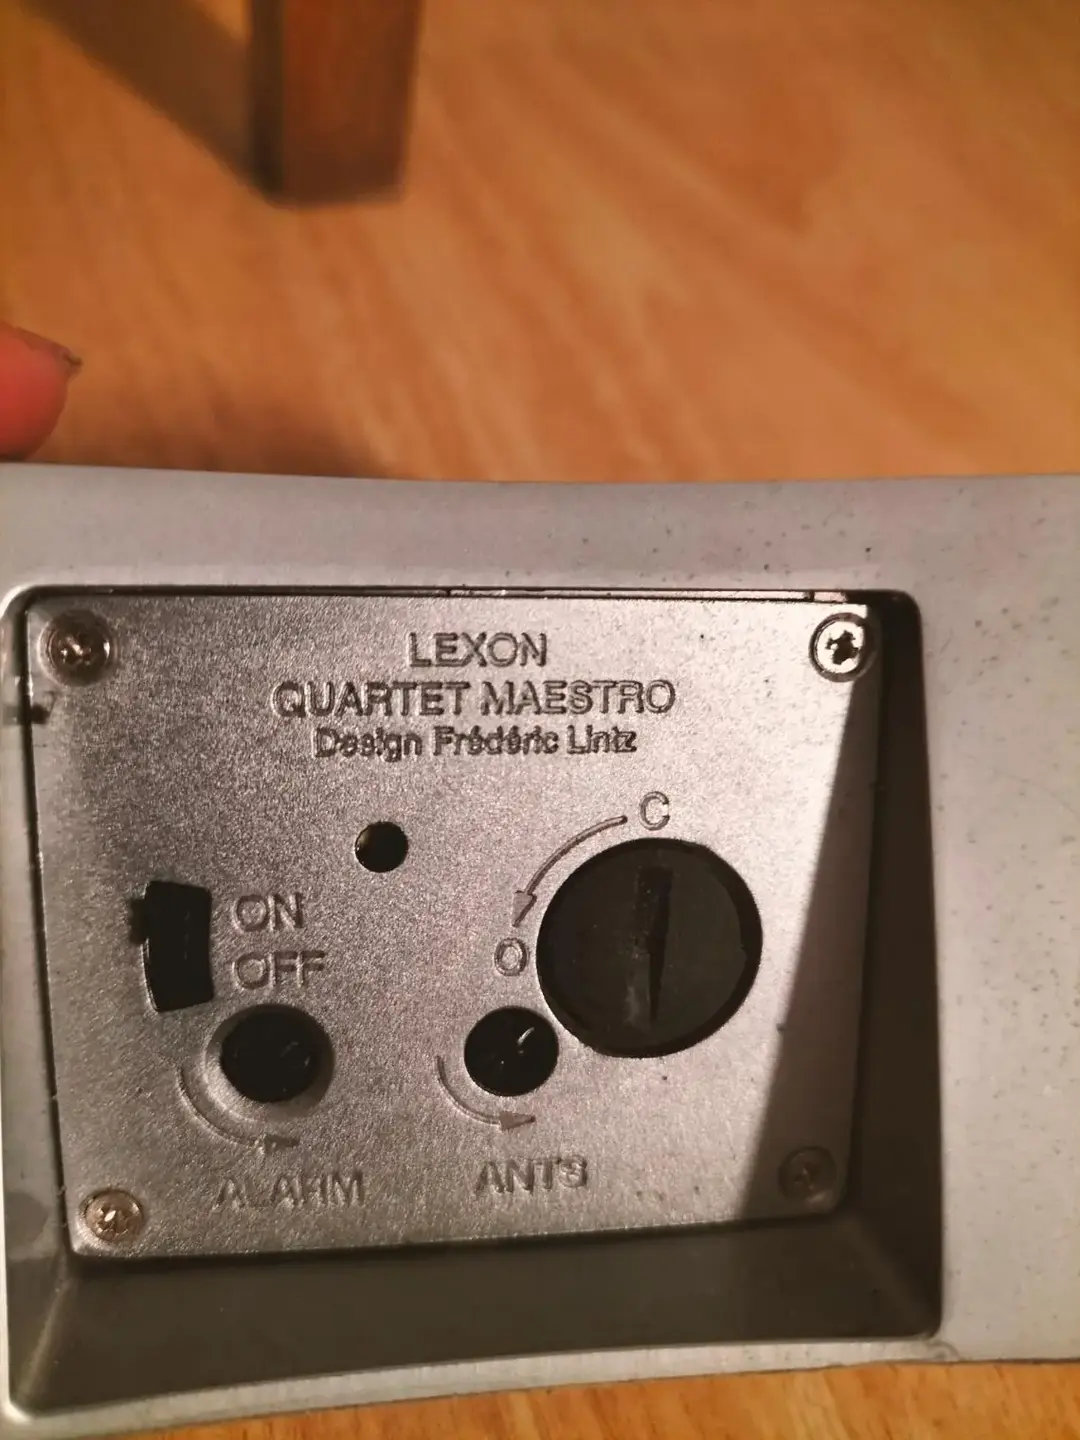 LEXON
QUARTET MAESTRO
Design Frédéric Lintz
C
ON
OFF
O
ALARM
ANTS